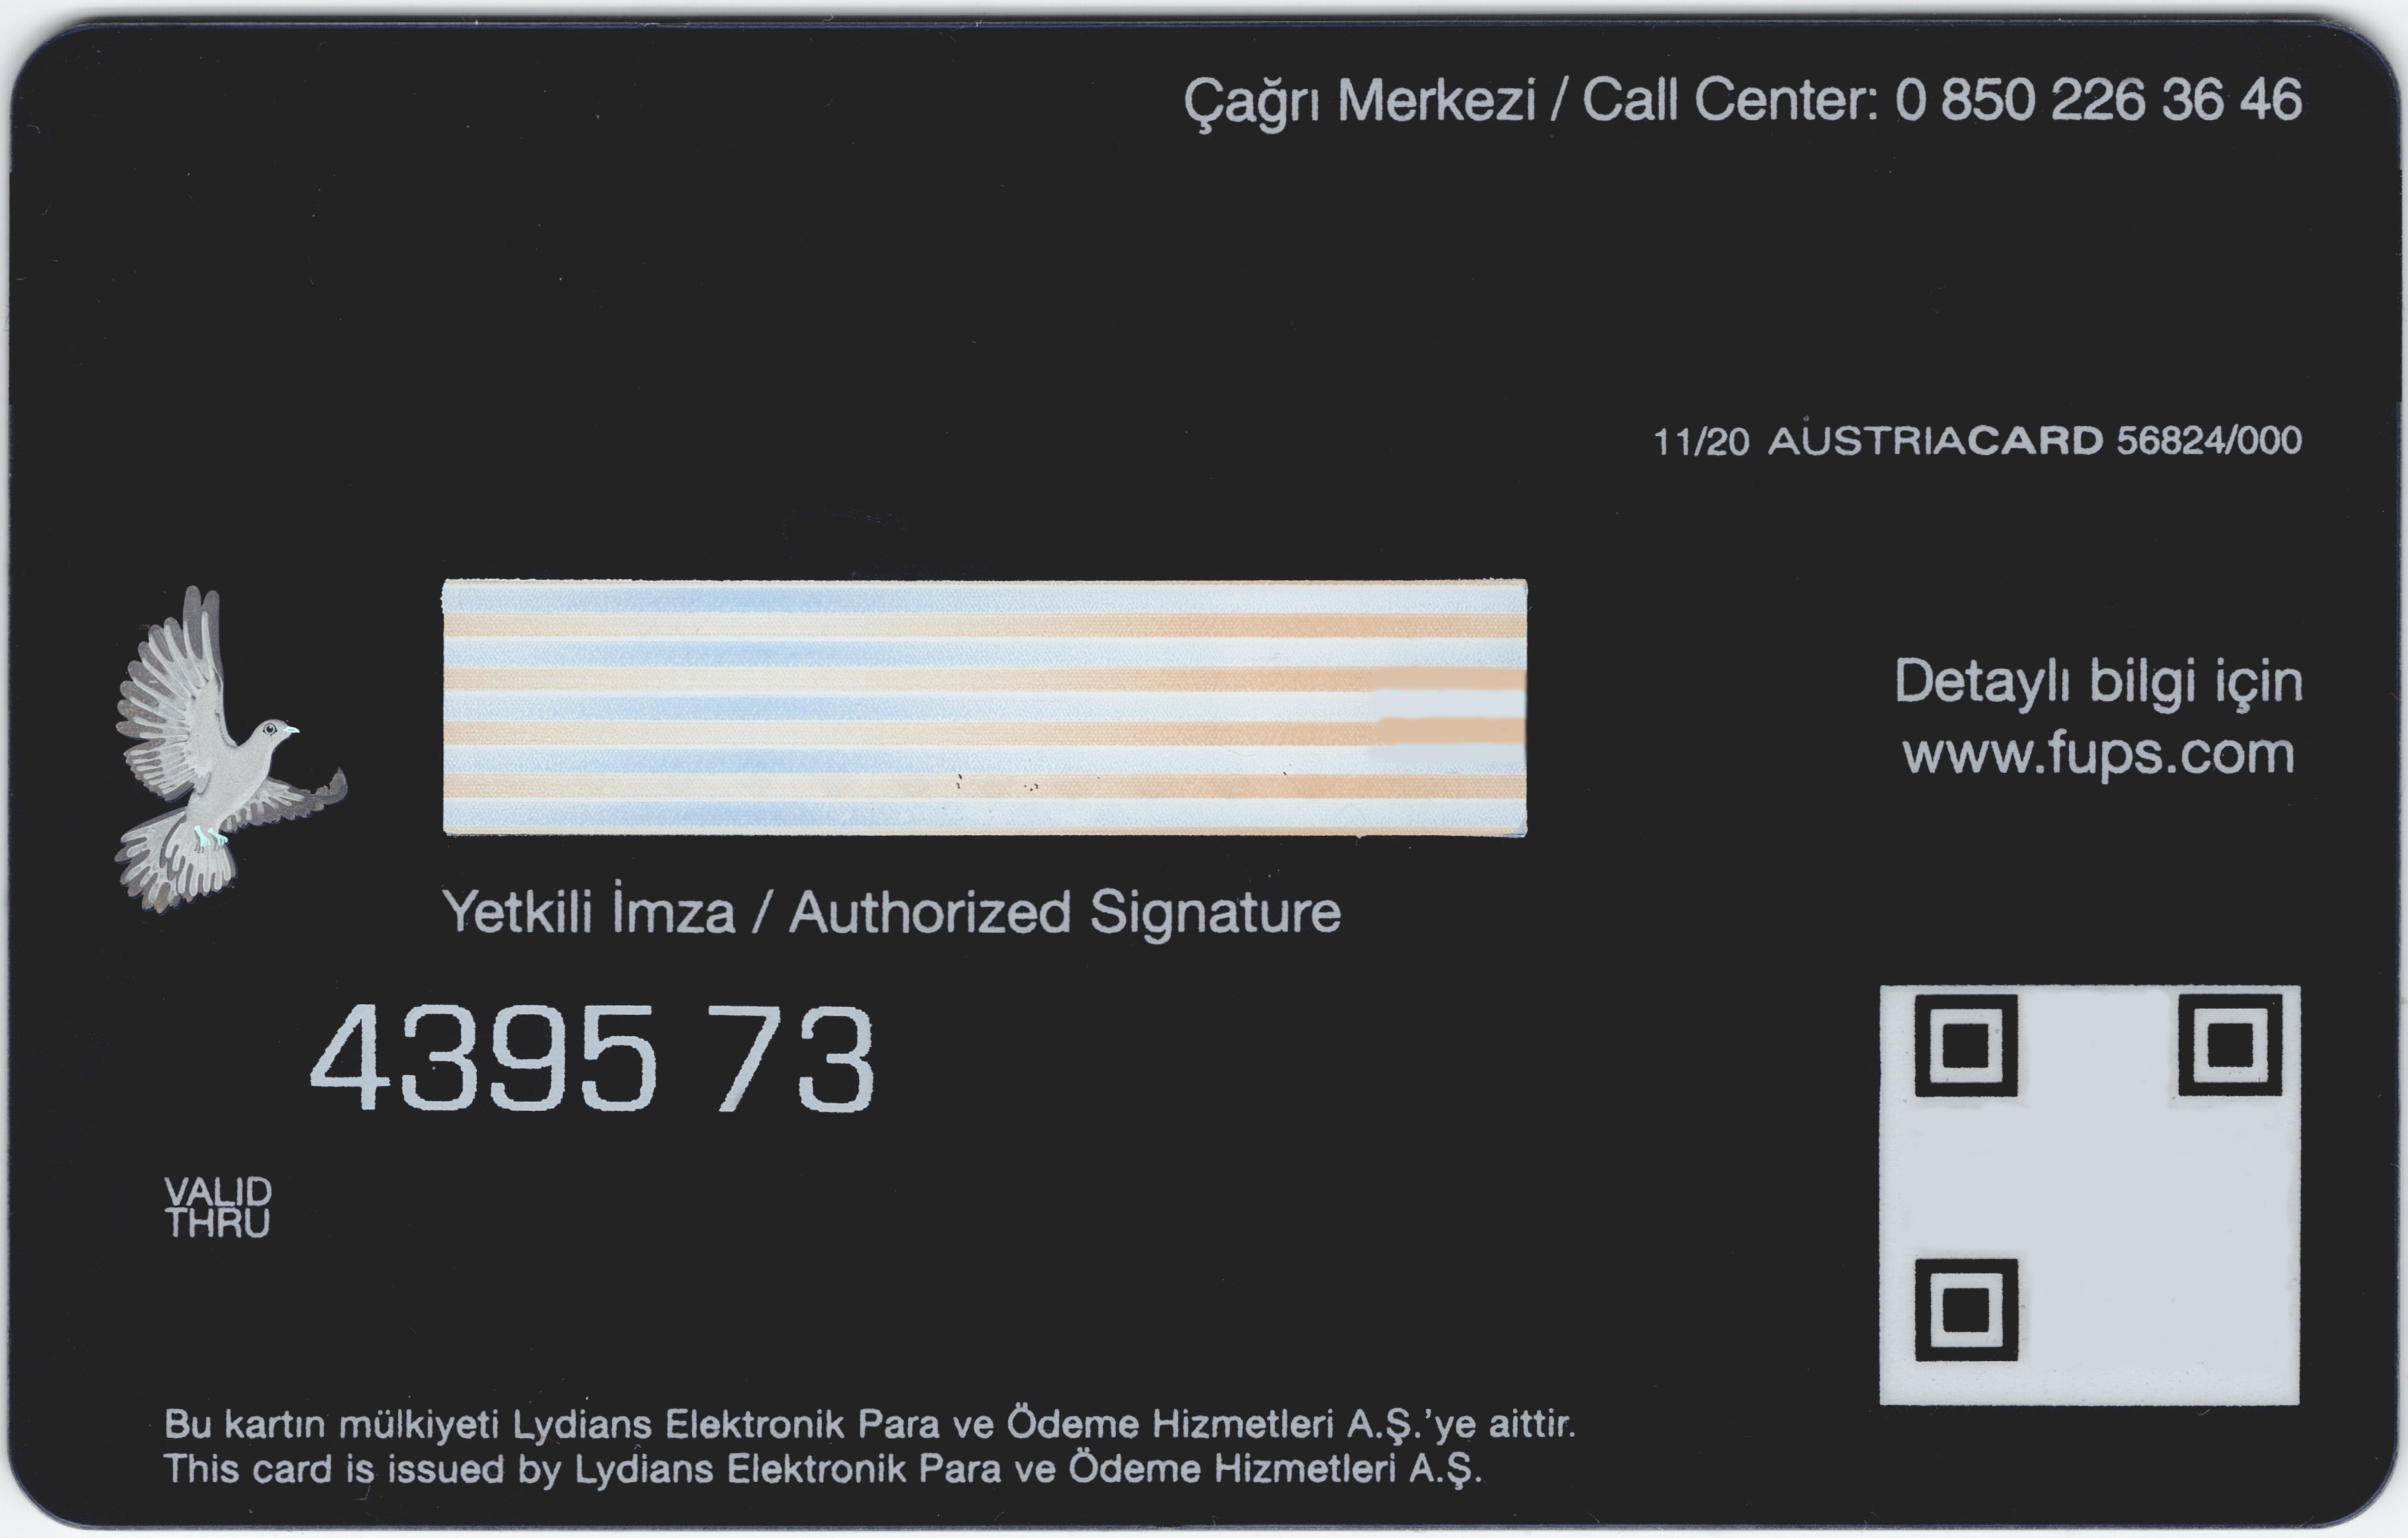 Çağrı Merkezi / Call Center: 0 850 226 36 46
11/20 AUSTRIACARD 56824/000
Detaylı bilgi için
www.fups.com
Yetkili İmza / Authorized Signature
4395 73
VALID
THRU
Bu kartın mülkiyeti Lydians Elektronik Para ve Ödeme Hizmetleri A.Ş.'ye aittir.
This card is issued by Lydians Elektronik Para ve Ödeme Hizmetleri A.Ş.